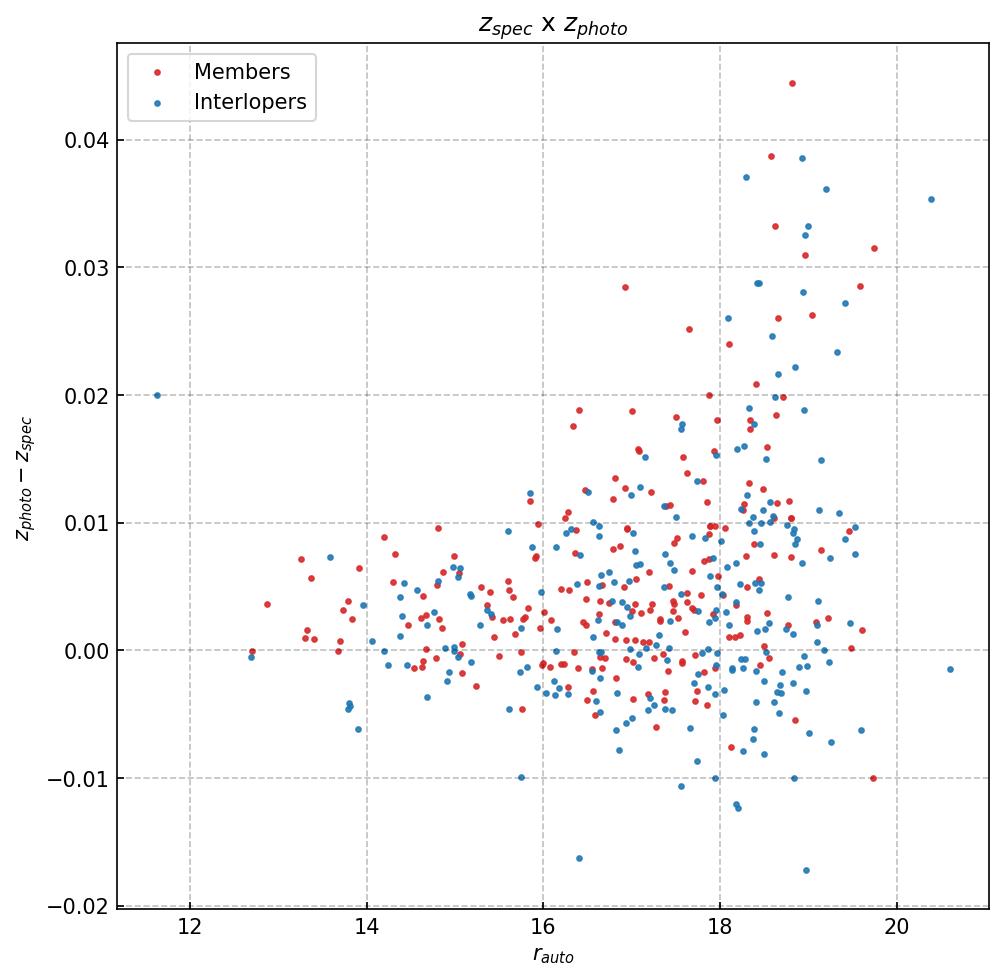 z_spec x z_photo
Members
Interlopers
0.04
0.03
0.02
0.01
0.00
−0.01
−0.02
z_photo − z_spec
12
14
16
18
20
r_auto